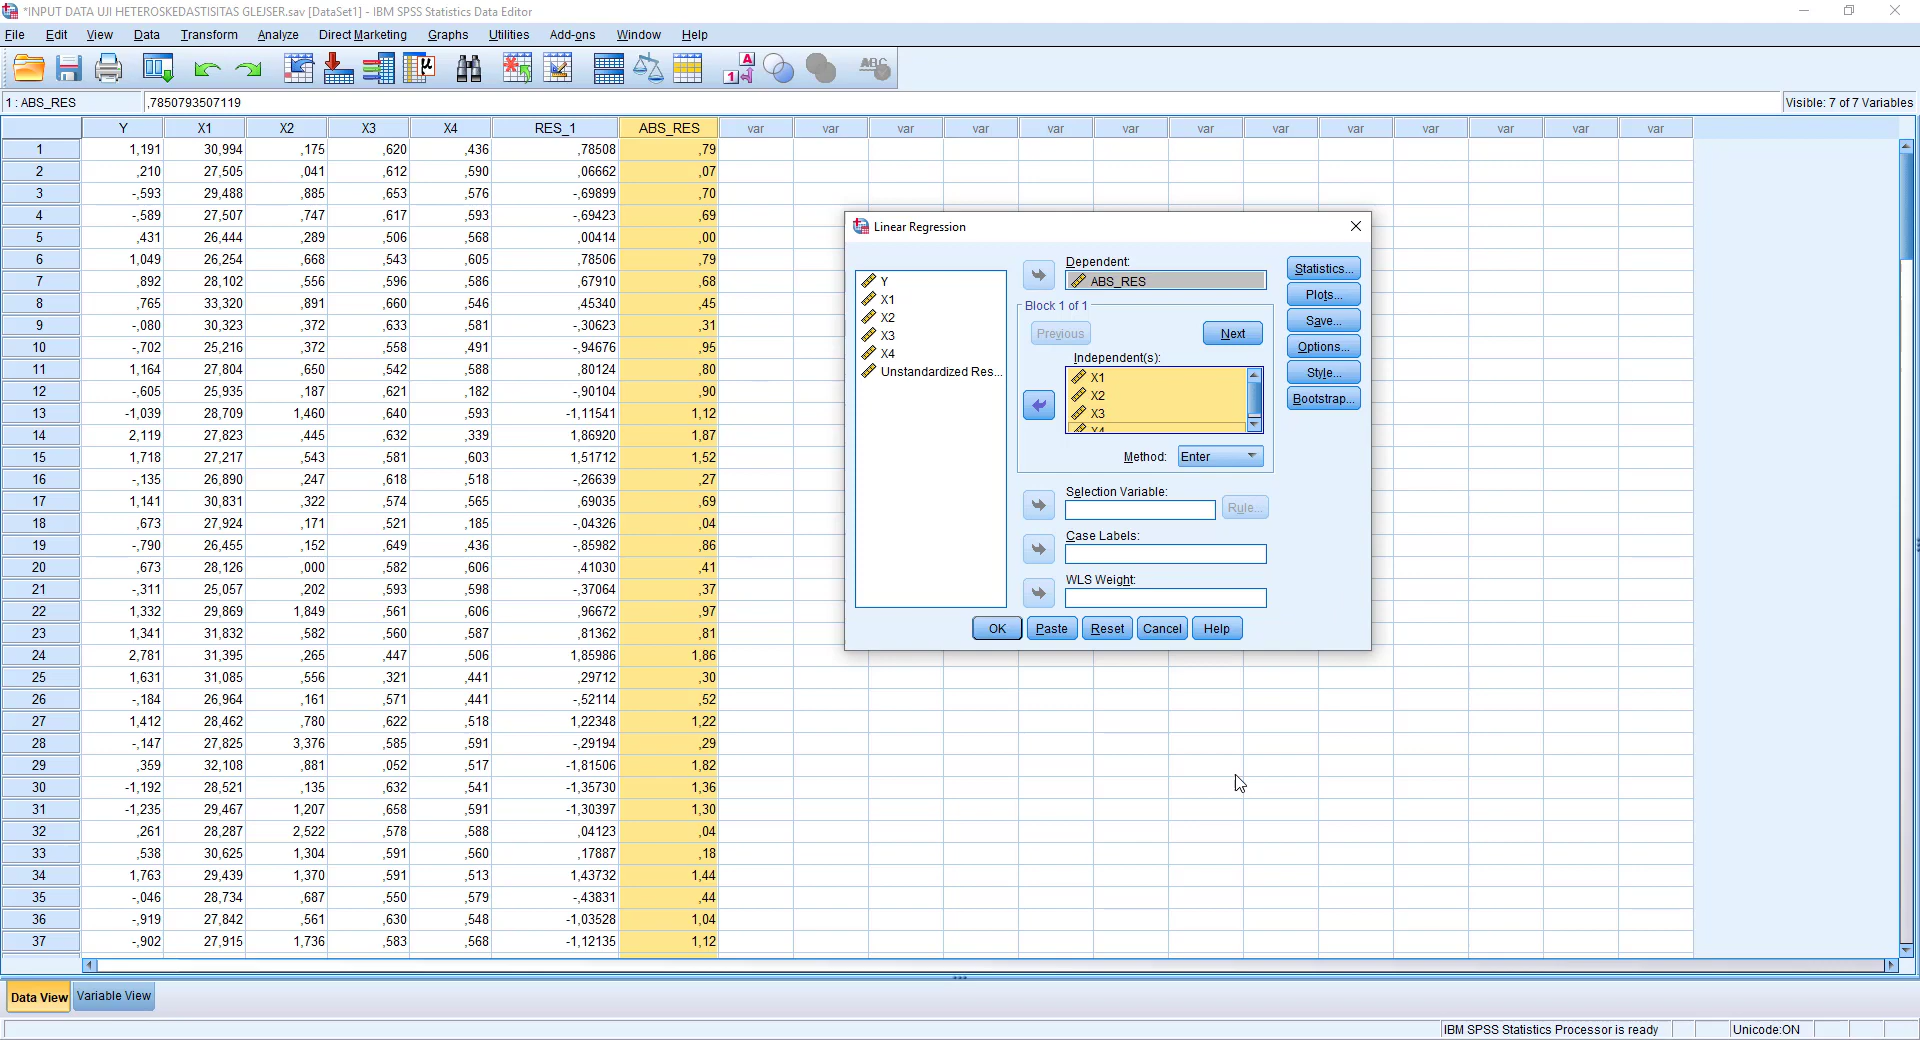 *INPUT DATA UJI HETEROSKEDASTISITAS GLEJSER.sav [DataSet1] - IBM SPSS Statistics Data Editor
File Edit View Data Transform Analyze Direct Marketing Graphs Utilities Add-ons Window Help
1 : ABS_RES ,7850793507119 Visible: 7 of 7 Variables
Y X1 X2 X3 X4 RES_1 ABS_RES var var var var var var var var var var var var var
1 1,191 30,994 ,175 ,620 ,436 ,78508 ,79
2 ,210 27,505 ,041 ,612 ,590 ,06662 ,07
3 -,593 29,488 ,885 ,653 ,576 -,69899 ,70
4 -,589 27,507 ,747 ,617 ,593 -,69423 ,69
5 ,431 26,444 ,289 ,506 ,568 ,00414 ,00
6 1,049 26,254 ,668 ,543 ,605 ,78506 ,79
7 ,892 28,102 ,556 ,596 ,586 ,67910 ,68
8 ,765 33,320 ,891 ,660 ,546 ,45340 ,45
9 -,080 30,323 ,372 ,633 ,581 -,30623 ,31
10 -,702 25,216 ,372 ,558 ,491 -,94676 ,95
11 1,164 27,804 ,650 ,542 ,588 ,80124 ,80
12 -,605 25,935 ,187 ,621 ,182 -,90104 ,90
13 -1,039 28,709 1,460 ,640 ,593 -1,11541 1,12
14 2,119 27,823 ,445 ,632 ,339 1,86920 1,87
15 1,718 27,217 ,543 ,581 ,603 1,51712 1,52
16 -,135 26,890 ,247 ,618 ,518 -,26639 ,27
17 1,141 30,831 ,322 ,574 ,565 ,69035 ,69
18 ,673 27,924 ,171 ,521 ,185 -,04326 ,04
19 -,790 26,455 ,152 ,649 ,436 -,85982 ,86
20 ,673 28,126 ,000 ,582 ,606 ,41030 ,41
21 -,311 25,057 ,202 ,593 ,598 -,37064 ,37
22 1,332 29,869 1,849 ,561 ,606 ,96672 ,97
23 1,341 31,832 ,582 ,560 ,587 ,81362 ,81
24 2,781 31,395 ,265 ,447 ,506 1,85986 1,86
25 1,631 31,085 ,556 ,321 ,441 ,29712 ,30
26 -,184 26,964 ,161 ,571 ,441 -,52114 ,52
27 1,412 28,462 ,780 ,622 ,518 1,22348 1,22
28 -,147 27,825 3,376 ,585 ,591 -,29194 ,29
29 ,359 32,108 ,881 ,052 ,517 -1,81506 1,82
30 -1,192 28,521 ,135 ,632 ,541 -1,35730 1,36
31 -1,235 29,467 1,207 ,658 ,591 -1,30397 1,30
32 ,261 28,287 2,522 ,578 ,588 ,04123 ,04
33 ,538 30,625 1,304 ,591 ,560 ,17887 ,18
34 1,763 29,439 1,370 ,591 ,513 1,43732 1,44
35 -,046 28,734 ,687 ,550 ,579 -,43831 ,44
36 -,919 27,842 ,561 ,630 ,548 -1,03528 1,04
37 -,902 27,915 1,736 ,583 ,568 -1,12135 1,12
Linear Regression
Y
X1
X2
X3
X4
Unstandardized Res...
Dependent:
ABS_RES
Block 1 of 1
Previous Next
Independent(s):
X1
X2
X3
X4
Method: Enter
Selection Variable:
Rule...
Case Labels:
WLS Weight:
Statistics...
Plots...
Save...
Options...
Style...
Bootstrap...
OK Paste Reset Cancel Help
Data View Variable View
IBM SPSS Statistics Processor is ready Unicode:ON